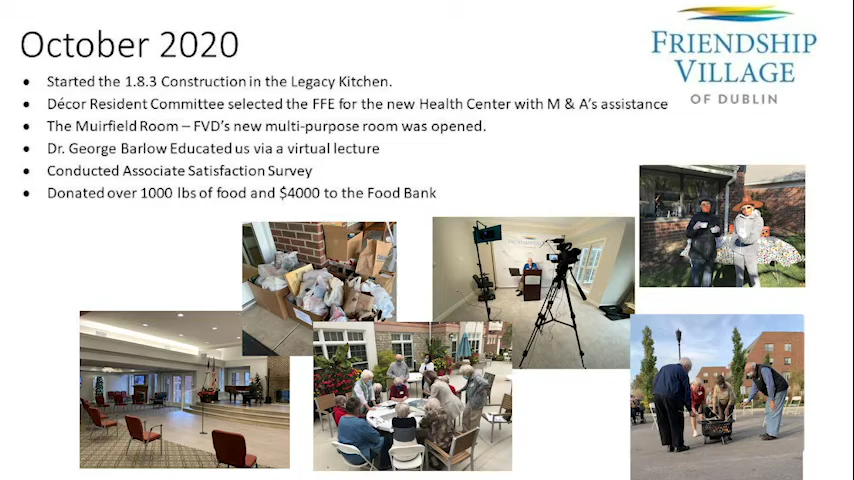 October 2020
FRIENDSHIP
VILLAGE
OF DUBLIN
• Started the 1.8.3 Construction in the Legacy Kitchen.
• Décor Resident Committee selected the FFE for the new Health Center with M & A's assistance
• The Muirfield Room – FVD's new multi-purpose room was opened.
• Dr. George Barlow Educated us via a virtual lecture
• Conducted Associate Satisfaction Survey
• Donated over 1000 lbs of food and $4000 to the Food Bank